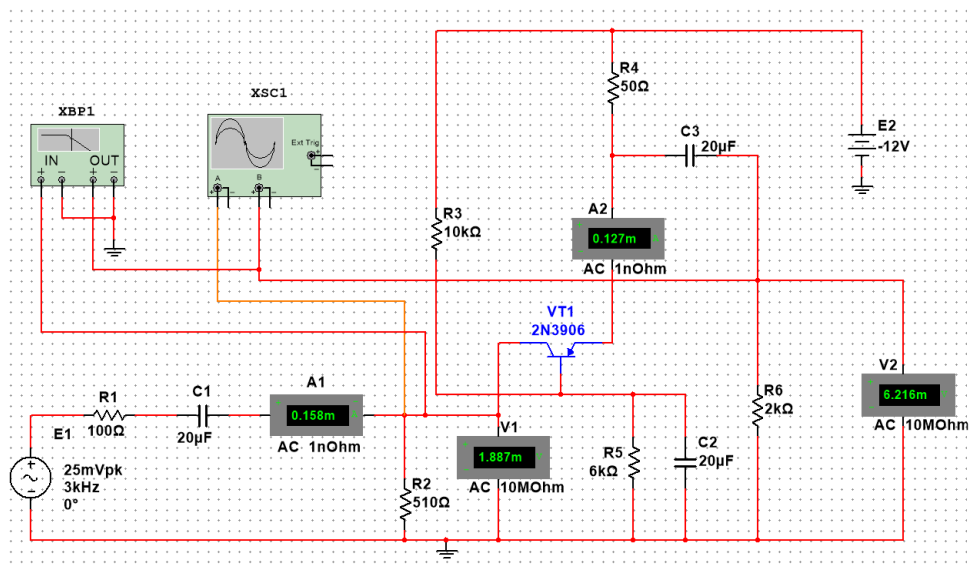 XBP1
IN OUT
XSC1
Ext Trig
A
B
R4
50Ω
C3
20µF
E2
-12V
R3
10kΩ
A2
0.127m
AC 1nOhm
VT1
2N3906
R1
100Ω
C1
20µF
A1
0.158m
AC 1nOhm
E1
25mVpk
3kHz
0°
R2
510Ω
V1
1.887m
AC 10MOhm
R5
6kΩ
C2
20µF
R6
2kΩ
V2
6.216m
AC 10MOhm